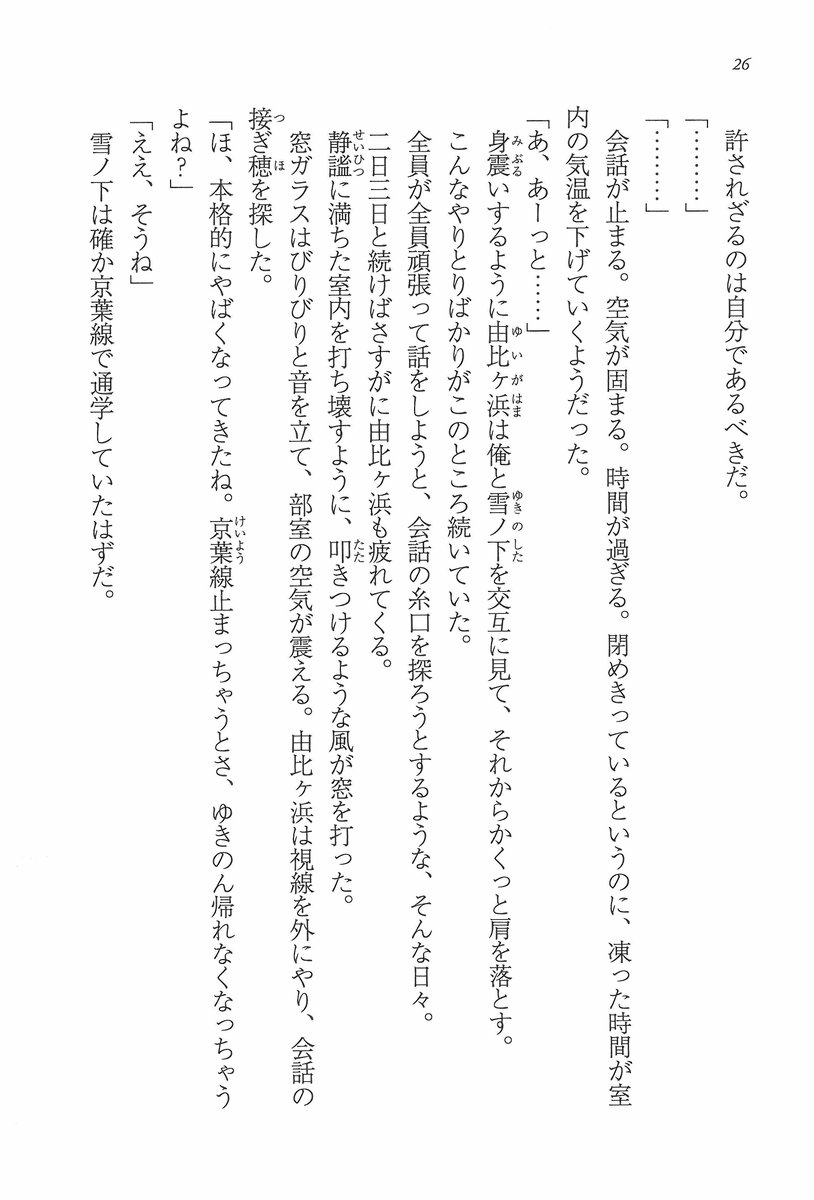 26
許されざるのは自分であるべきだ。
「………」
「………」
会話が止まる。空気が固まる。時間が過ぎる。閉めきっているというのに、凍った時間が室
内の気温を下げていくようだった。
「あ、あーっと……」
身震いするように由比ヶ浜は俺と雪ノ下を交互に見て、それからかくっと肩を落とす。
こんなやりとりばかりがこのところ続いていた。
全員が全員頑張って話をしようと、会話の糸口を探ろうとするような、そんな日々。
二日三日と続けばさすがに由比ヶ浜も疲れてくる。
静謐に満ちた室内を打ち壊すように、叩きつけるような風が窓を打った。
窓ガラスはびりびりと音を立て、部室の空気が震える。由比ヶ浜は視線を外にやり、会話の
接ぎ穂を探した。
「ほ、本格的にやばくなってきたね。京葉線止まっちゃうとさ、ゆきのん帰れなくなっちゃう
よね？」
「ええ、そうね」
雪ノ下は確か京葉線で通学していたはずだ。